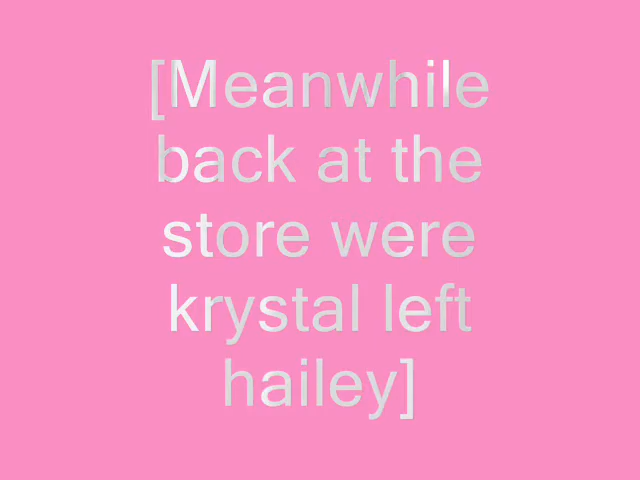 [Meanwhile
back at the
store were
krystal left
hailey]